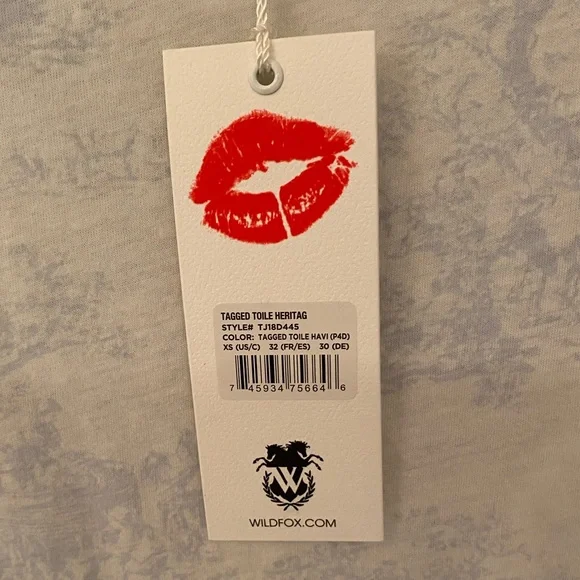 TAGGED TOILE HERITAG
STYLE# TJ18D445
COLOR: TAGGED TOILE HAVI (P4D)
XS (US/C) 32 (FR/ES) 30 (DE)
7 45934 75664 6
W
WILDFOX.COM